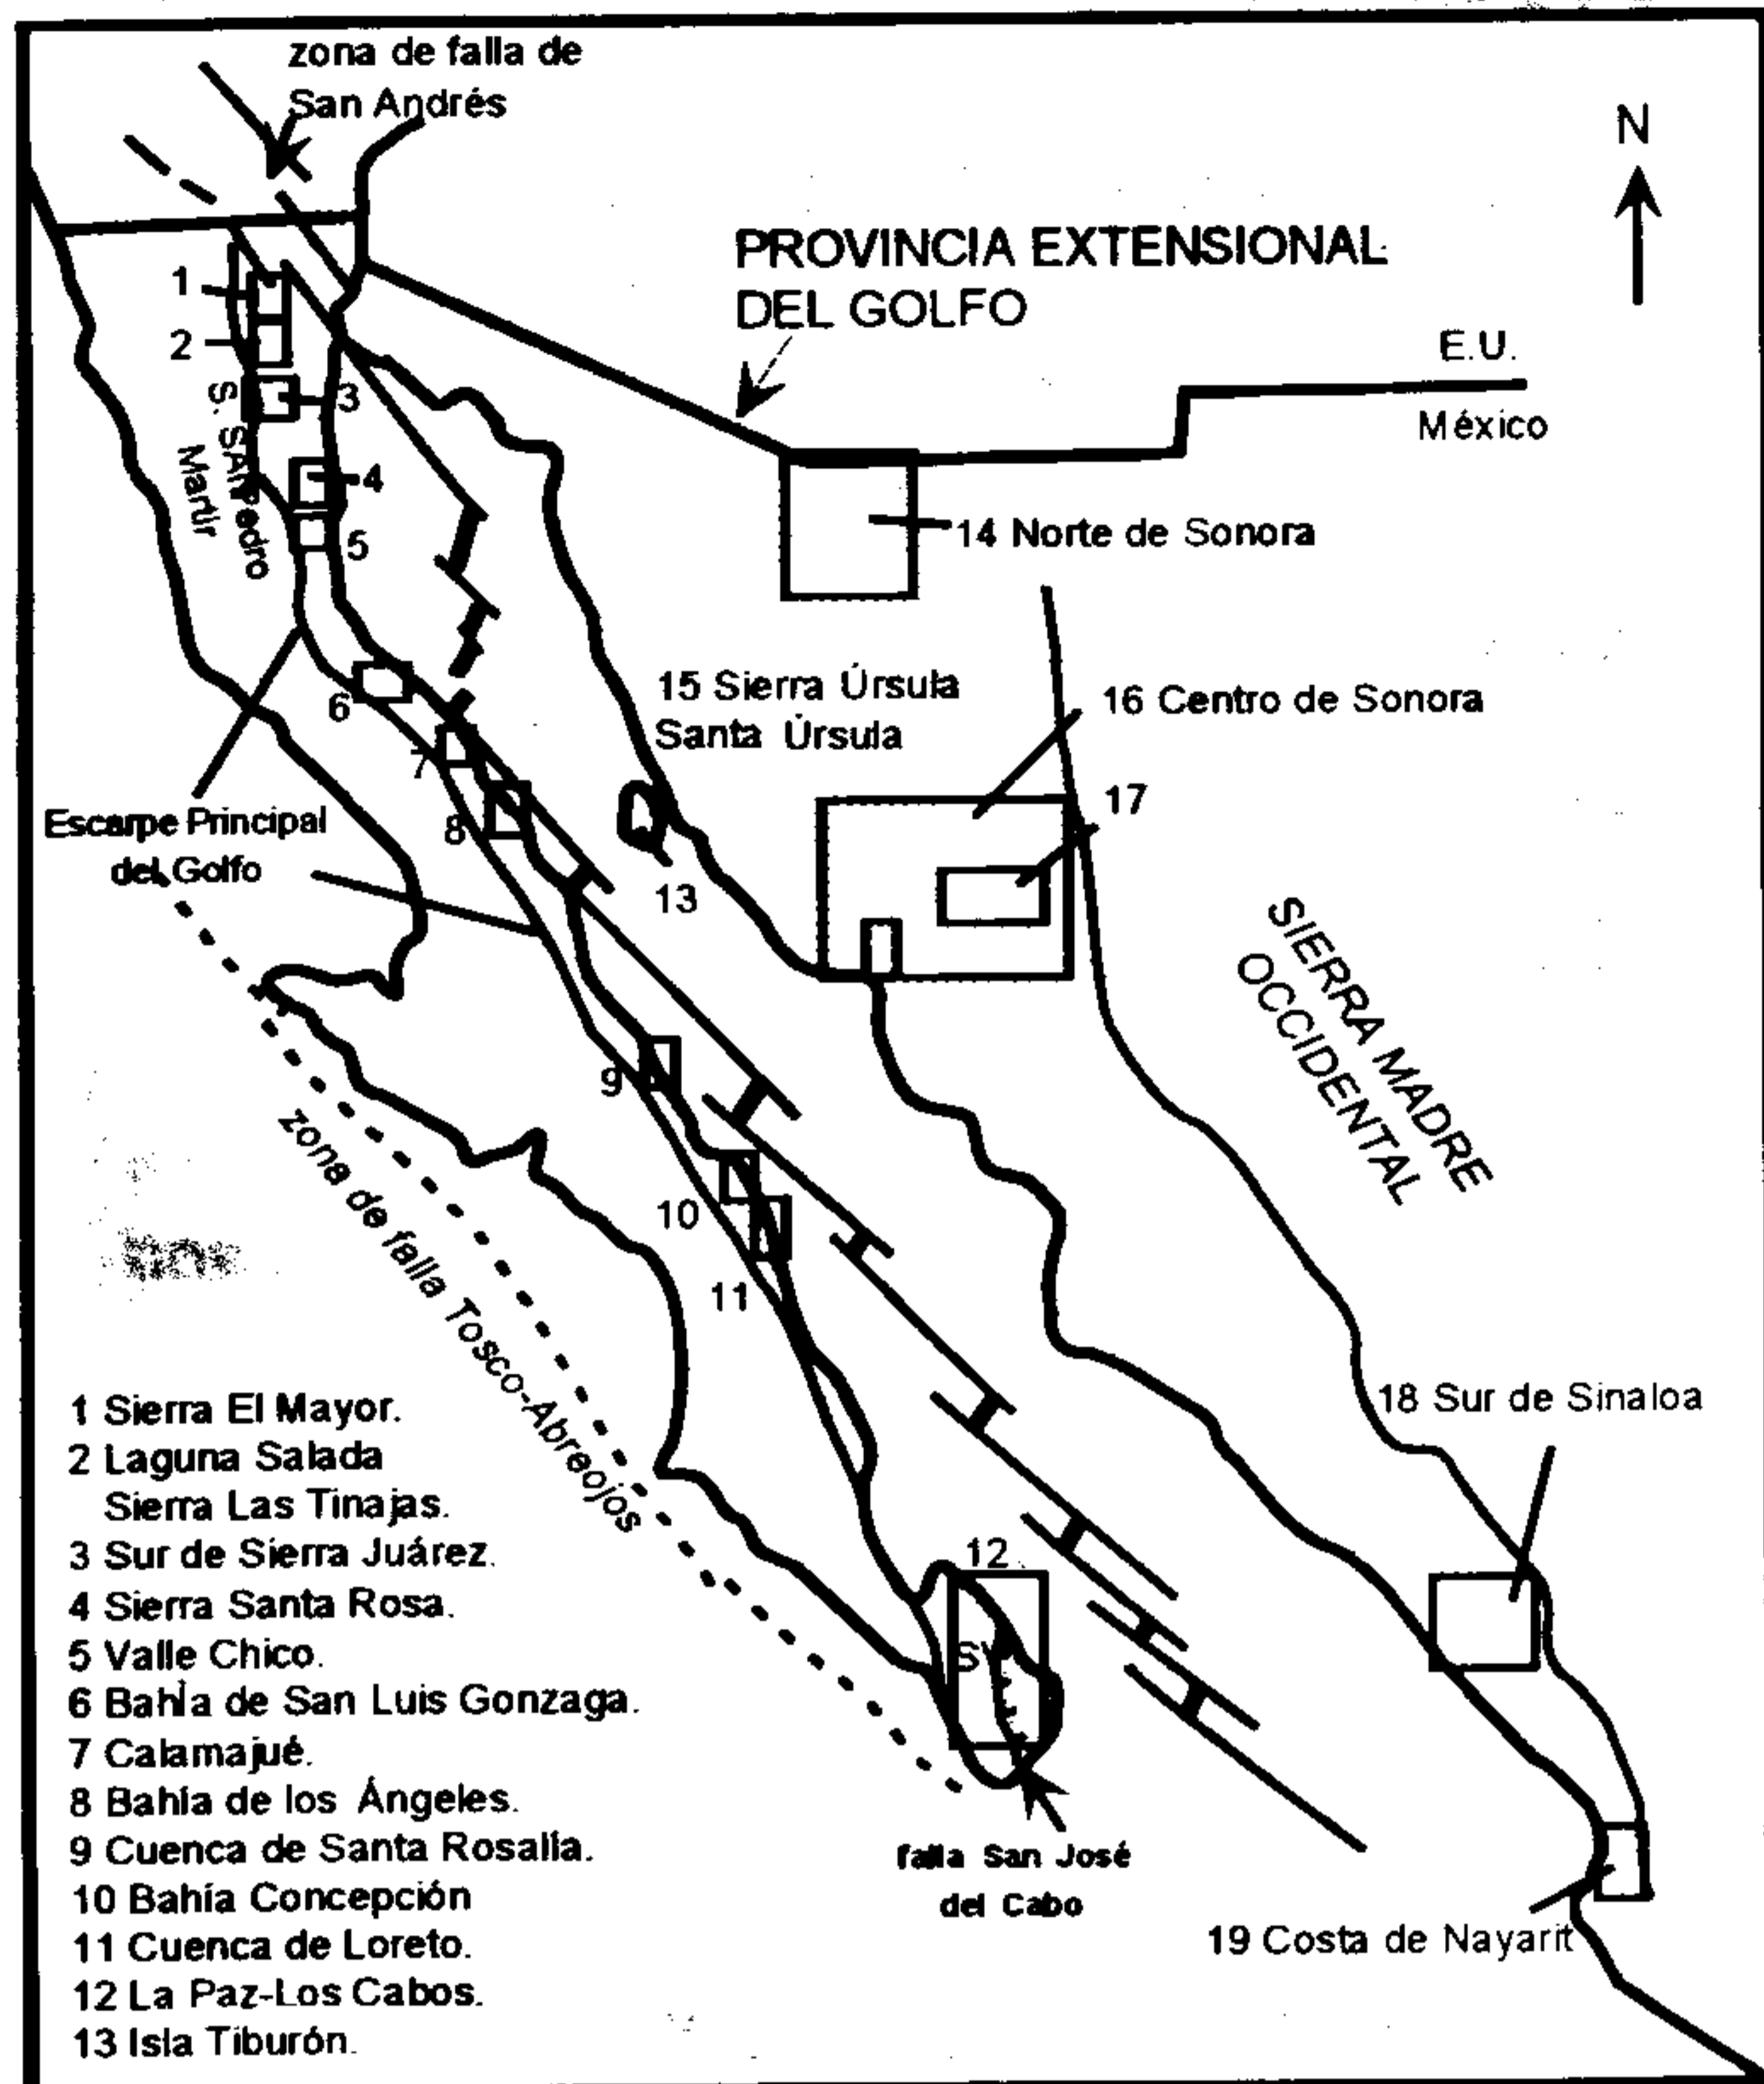 zona de falla de
San Andrés
N
PROVINCIA EXTENSIONAL
DEL GOLFO
E.U.
México
1
2
3
S. SAN Pedro
Martir
4
5
14 Norte de Sonora
6
15 Sierra Úrsula
Santa Úrsula
16 Centro de Sonora
7
17
8
Escarpe Principal
del Golfo
13
SIERRA MADRE
OCCIDENTAL
9
zona de falla Tosco-Abreojos
10
11
18 Sur de Sinaloa
12
falla San José
del Cabo
19 Costa de Nayarit
1 Sierra El Mayor.
2 Laguna Salada
Sierra Las Tinajas.
3 Sur de Sierra Juárez.
4 Sierra Santa Rosa.
5 Valle Chico.
6 Bahía de San Luis Gonzaga.
7 Calamajué.
8 Bahía de los Ángeles.
9 Cuenca de Santa Rosalía.
10 Bahía Concepción
11 Cuenca de Loreto.
12 La Paz-Los Cabos.
13 Isla Tiburón.